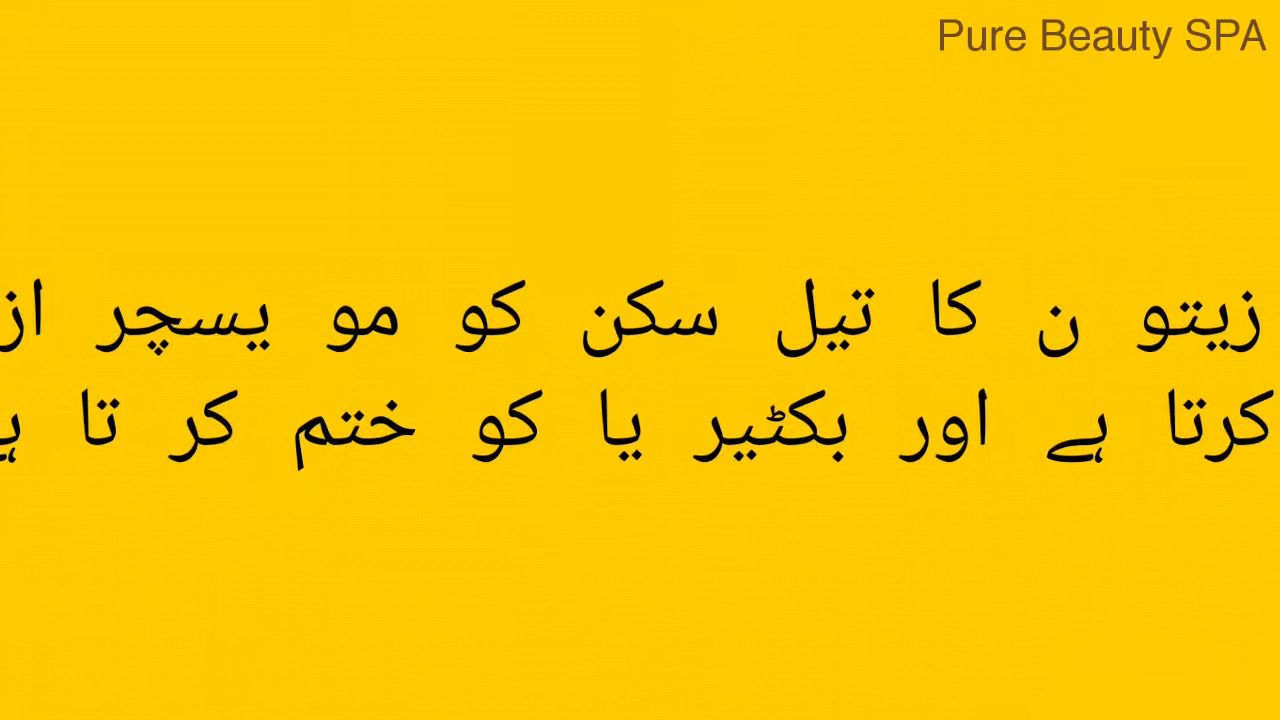 Pure Beauty SPA
زیتو ن کا تیل سکن کو مو یسچر از
کرتا ہے اور بکٹیر یا کو ختم کر تا ہے